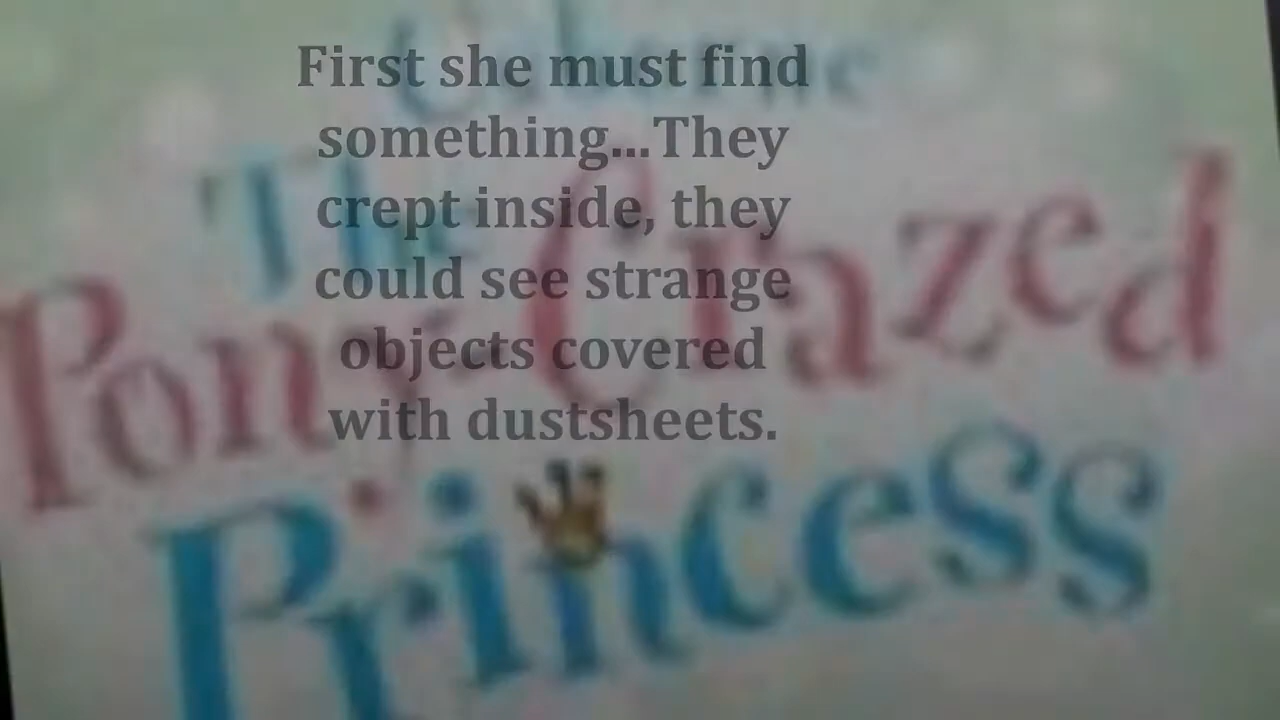 First she must find
something...They
crept inside, they
could see strange
objects covered
with dustsheets.
The
Pony-Crazed
Princess